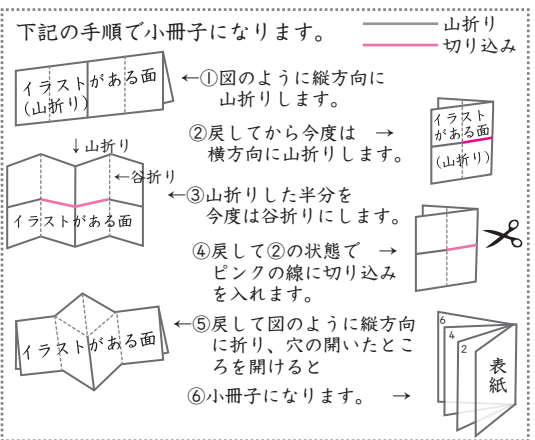 下記の手順で小冊子になります。
山折り
切り込み
イラストがある面
(山折り)
←①図のように縦方向に
山折りします。
②戻してから今度は →
横方向に山折りします。
イラスト
がある面
(山折り)
↓山折り
←谷折り
イラストがある面
←③山折りした半分を
今度は谷折りにします。
④戻して②の状態で →
ピンクの線に切り込み
を入れます。
イラストがある面
←⑤戻して図のように縦方向
に折り、穴の開いたとこ
ろを開けると
⑥小冊子になります。 →
6
4
2
表紙